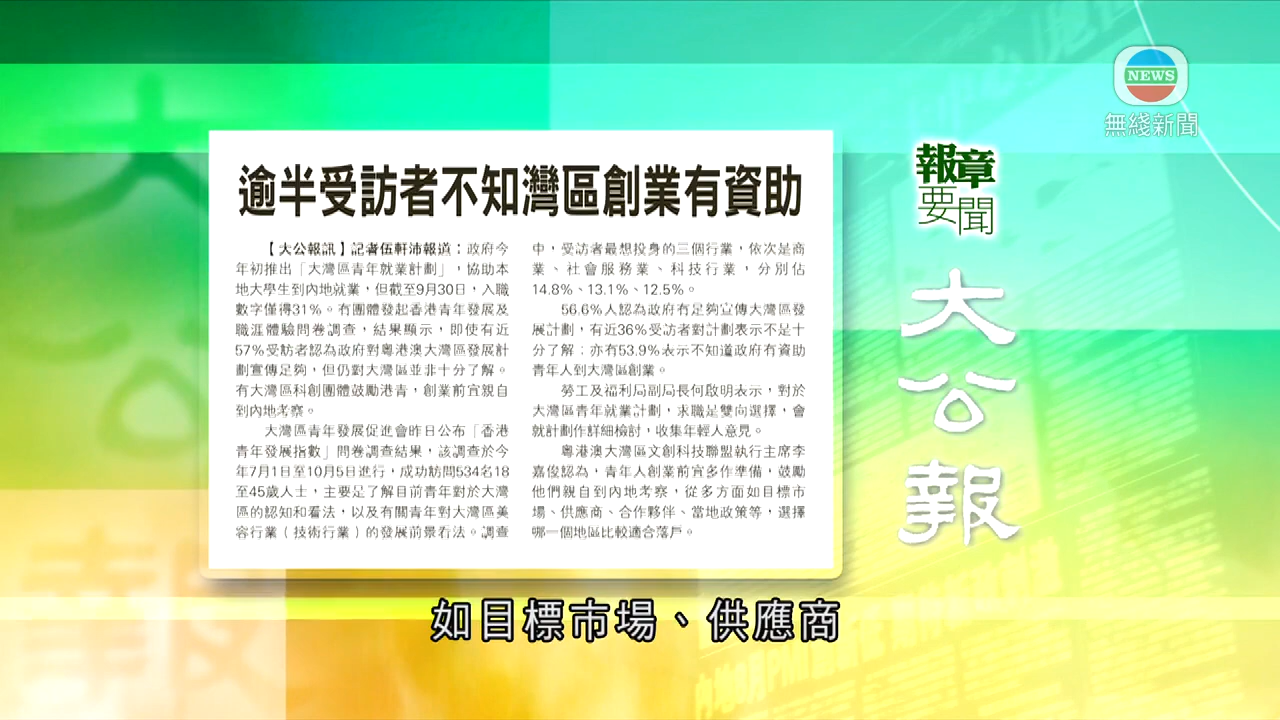 NEWS
無綫新聞
報章
要聞
大公報
逾半受訪者不知灣區創業有資助
【大公報訊】記者伍軒沛報道：政府今
年初推出「大灣區青年就業計劃」，協助本
地大學生到內地就業，但截至9月30日，入職
數字僅得31%。有團體發起香港青年發展及
職涯體驗問卷調查，結果顯示，即使有近
57%受訪者認為政府對粵港澳大灣區發展計
劃宣傳足夠，但仍對大灣區並非十分了解。
有大灣區科創團體鼓勵港青，創業前宜親自
到內地考察。
大灣區青年發展促進會昨日公布「香港
青年發展指數」問卷調查結果，該調查於今
年7月1日至10月5日進行，成功訪問534名18
至45歲人士，主要是了解目前青年對於大灣
區的認知和看法，以及有關青年對大灣區美
容行業（技術行業）的發展前景看法。調查
中，受訪者最想投身的三個行業，依次是商
業、社會服務業、科技行業，分別佔
14.8%、13.1%、12.5%。
56.6%人認為政府有足夠宣傳大灣區發
展計劃，有近36%受訪者對計劃表示不足十
分了解；亦有53.9%表示不知道政府有資助
青年人到大灣區創業。
勞工及福利局副局長何啟明表示，對於
大灣區青年就業計劃，求職是雙向選擇，會
就計劃作詳細檢討，收集年輕人意見。
粵港澳大灣區文創科技聯盟執行主席李
嘉俊認為，青年人創業前宜多作準備，鼓勵
他們親自到內地考察，從多方面如目標市
場、供應商、合作夥伴、當地政策等，選擇
哪一個地區比較適合落戶。
如目標市場、供應商